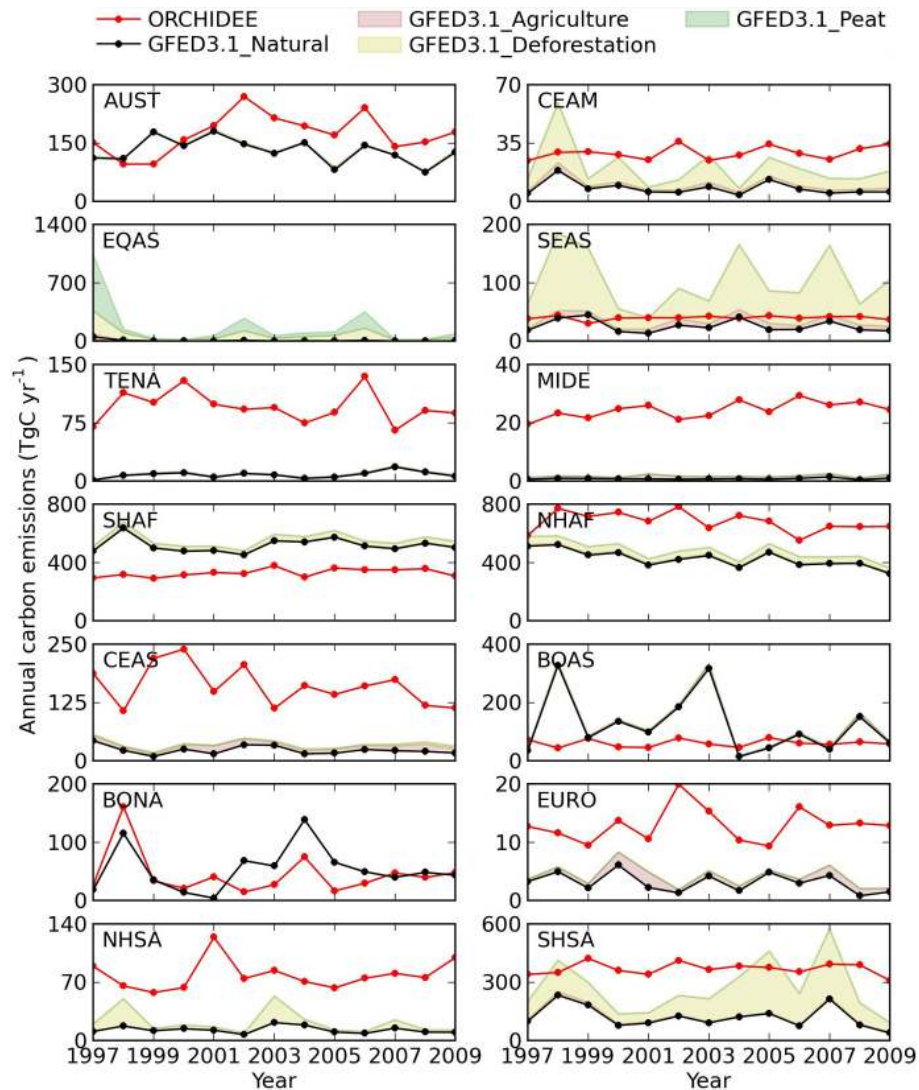 ORCHIDEE GFED3.1_Agriculture GFED3.1_Peat
GFED3.1_Natural GFED3.1_Deforestation
Annual carbon emissions (TgC yr⁻¹)
AUST
300
150
0
CEAM
70
35
0
EQAS
1400
700
0
SEAS
200
100
0
TENA
150
75
0
MIDE
40
20
0
SHAF
800
400
0
NHAF
800
400
0
CEAS
250
125
0
BOAS
400
200
0
BONA
200
100
0
EURO
20
10
0
NHSA
140
70
0
SHSA
600
300
0
1997 1999 2001 2003 2005 2007 2009
Year
1997 1999 2001 2003 2005 2007 2009
Year